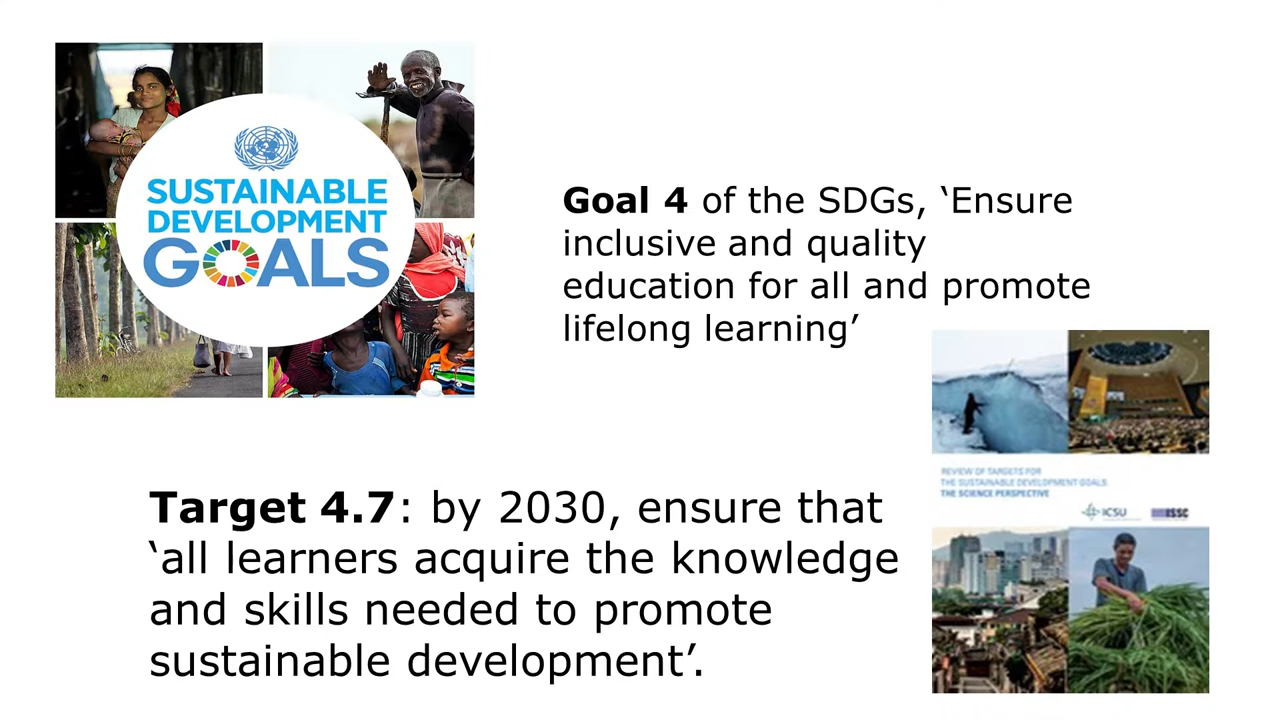 SUSTAINABLE
DEVELOPMENT
GOALS
Goal 4 of the SDGs, ‘Ensure
inclusive and quality
education for all and promote
lifelong learning’
REVIEW OF TARGETS FOR
THE SUSTAINABLE DEVELOPMENT GOALS:
THE SCIENCE PERSPECTIVE
ICSU ISSC
Target 4.7: by 2030, ensure that
‘all learners acquire the knowledge
and skills needed to promote
sustainable development’.